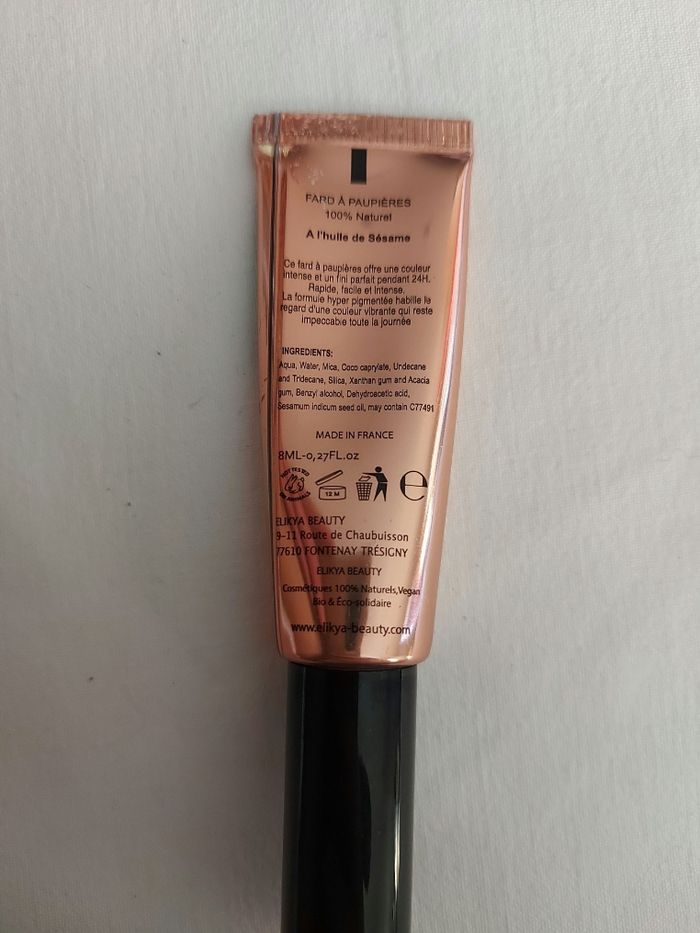 FARD À PAUPIÈRES
100% Naturel
A l'huile de Sésame
Ce fard à paupières offre une couleur
intense et un fini parfait pendant 24H.
Rapide, facile et Intense.
La formule hyper pigmentée habille le
regard d'une couleur vibrante qui reste
impeccable toute la journée
INGREDIENTS:
Aqua, Water, Mica, Coco caprylate, Undecane
and Tridecane, Silica, Xanthan gum and Acacia
gum, Benzyl alcohol, Dehydroacetic acid,
Sesamum indicum seed oil, may contain C77491
MADE IN FRANCE
8ML-0,27FL.oz
NOT TESTED
ON ANIMALS
12 M
e
ELIKYA BEAUTY
9-11 Route de Chaubuisson
77610 FONTENAY TRÉSIGNY
ELIKYA BEAUTY
Cosmétiques 100% Naturels,Vegan
Bio & Éco-solidaire
www.elikya-beauty.com